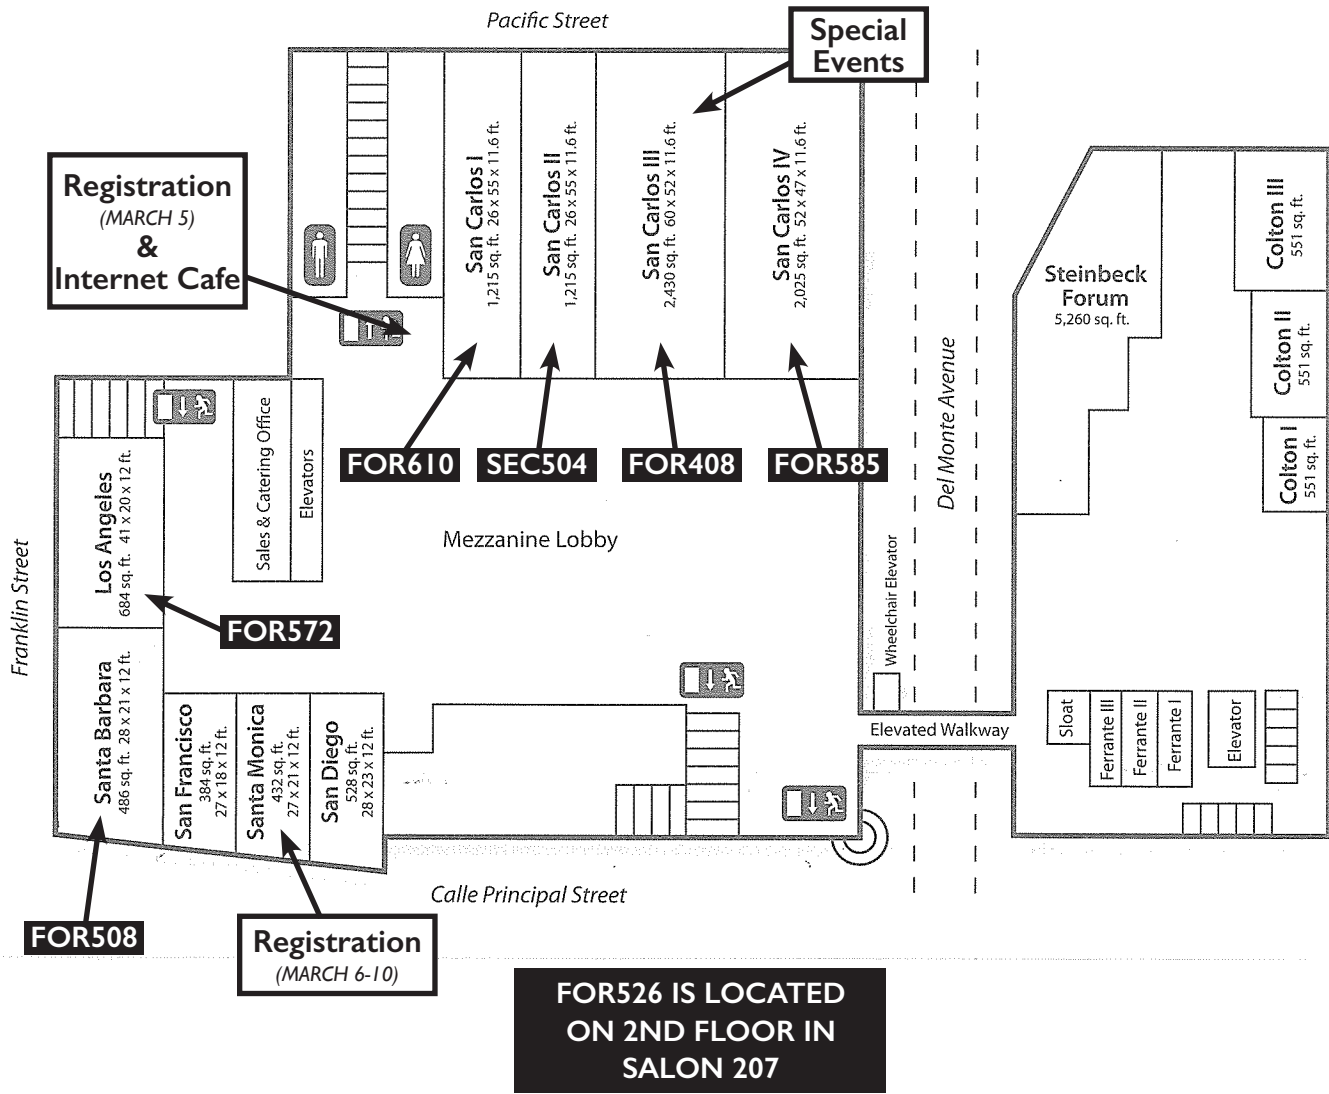 Pacific Street
Special
Events
Registration
(MARCH 5)
&
Internet Cafe
San Carlos I
1,215 sq. ft. 26 x 55 x 11.6 ft.
San Carlos II
1,215 sq. ft. 26 x 55 x 11.6 ft.
San Carlos III
2,430 sq. ft. 60 x 52 x 11.6 ft.
San Carlos IV
2,025 sq. ft. 52 x 47 x 11.6 ft.
Steinbeck
Forum
5,260 sq. ft.
Colton III
551 sq. ft.
Colton II
551 sq. ft.
Colton I
551 sq. ft.
Del Monte Avenue
FOR610
SEC504
FOR408
FOR585
Sales & Catering Office
Elevators
Mezzanine Lobby
Franklin Street
Los Angeles
684 sq. ft. 41 x 20 x 12 ft.
FOR572
Santa Barbara
486 sq. ft. 28 x 21 x 12 ft.
San Francisco
384 sq. ft.
27 x 18 x 12 ft.
Santa Monica
432 sq. ft.
27 x 21 x 12 ft.
San Diego
528 sq. ft.
28 x 23 x 12 ft.
Wheelchair Elevator
Elevated Walkway
Sloat
Ferrante III
Ferrante II
Ferrante I
Elevator
Calle Principal Street
FOR508
Registration
(MARCH 6-10)
FOR526 IS LOCATED
ON 2ND FLOOR IN
SALON 207